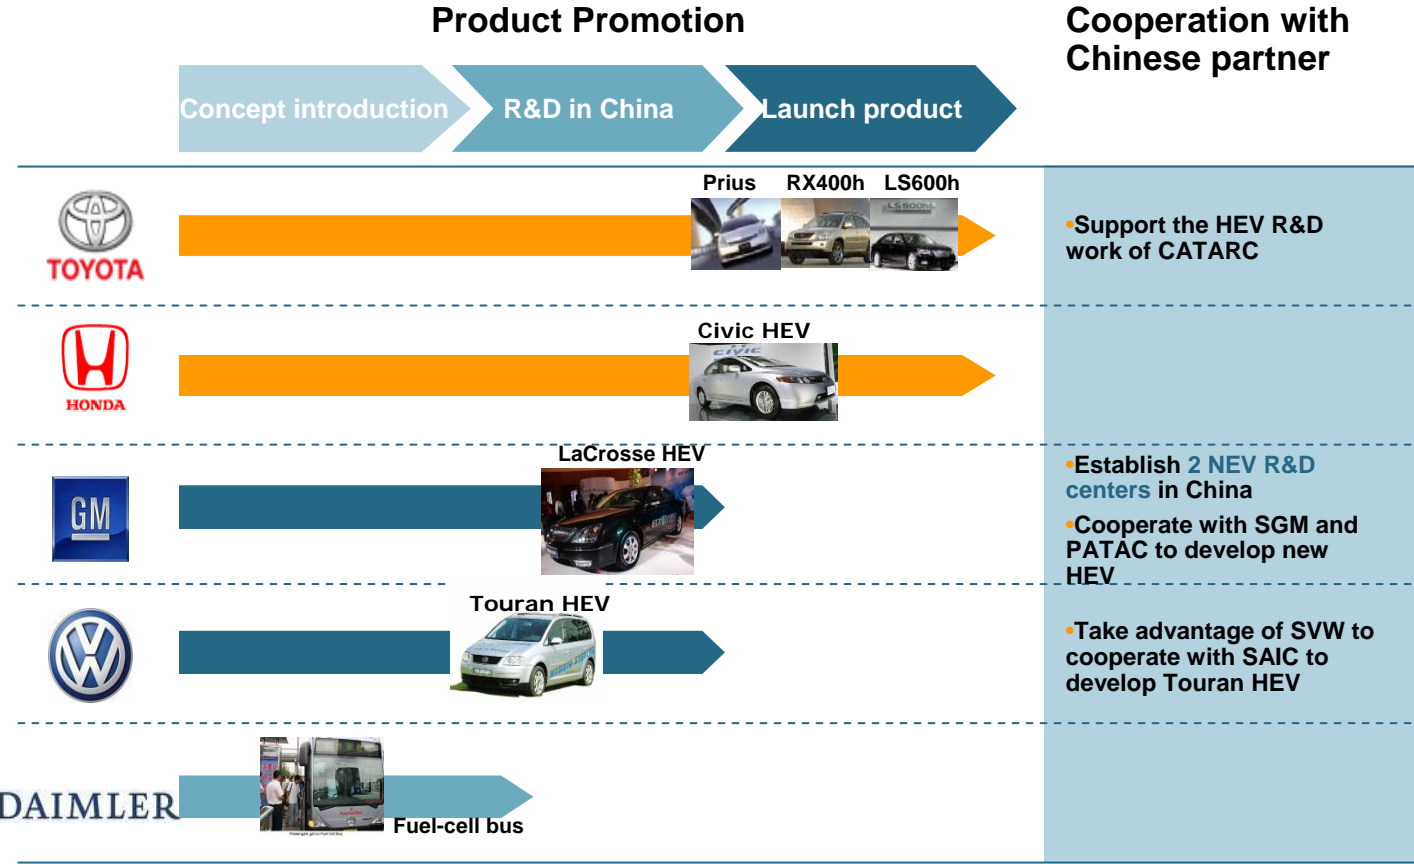 Product Promotion
Cooperation with
Chinese partner
Concept introduction
R&D in China
Launch product
Prius
RX400h
LS600h
LS600hL
TOYOTA
•Support the HEV R&D
work of CATARC
Civic HEV
CIVIC
HONDA
LaCrosse HEV
GM
•Establish 2 NEV R&D
centers in China
•Cooperate with SGM and
PATAC to develop new
HEV
Touran HEV
•Take advantage of SVW to
cooperate with SAIC to
develop Touran HEV
DAIMLER
Fuel-cell bus